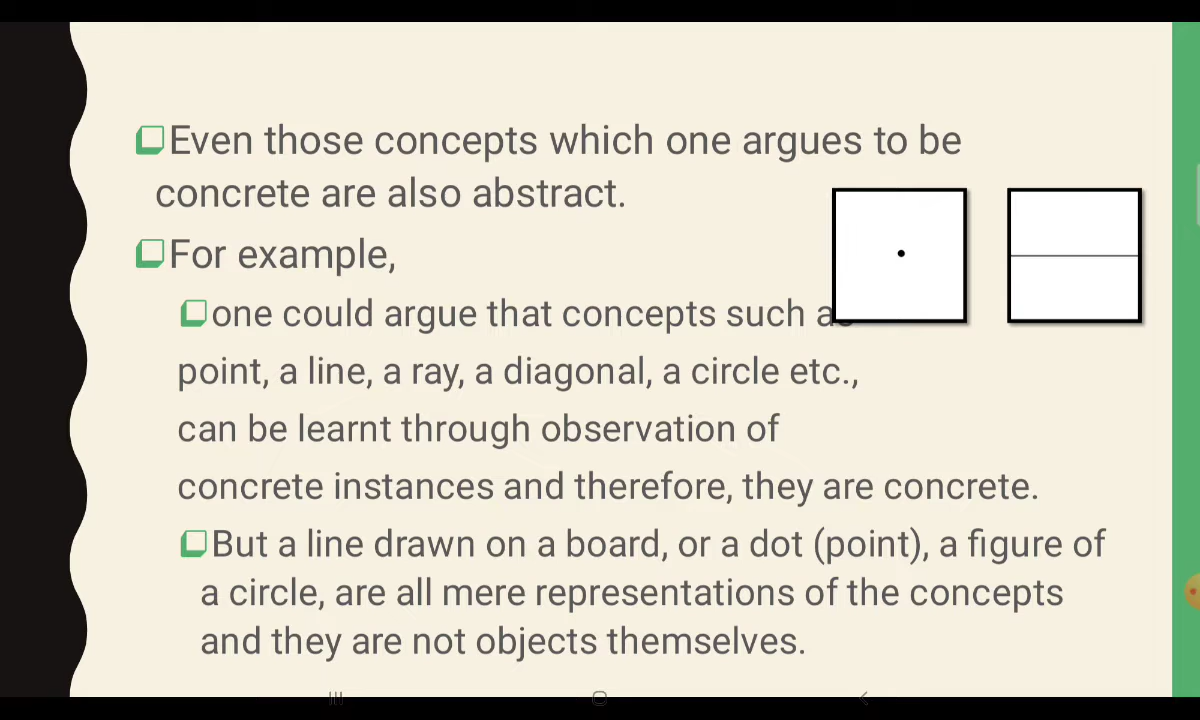 Even those concepts which one argues to be
concrete are also abstract.
For example,
one could argue that concepts such as
point, a line, a ray, a diagonal, a circle etc.,
can be learnt through observation of
concrete instances and therefore, they are concrete.
But a line drawn on a board, or a dot (point), a figure of
a circle, are all mere representations of the concepts
and they are not objects themselves.